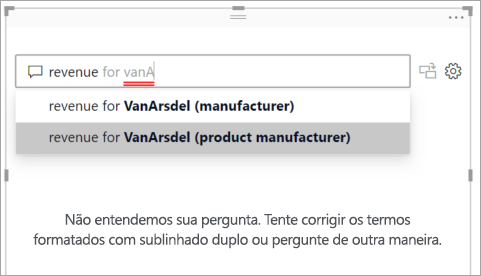 revenue for vanA
revenue for VanArsdel (manufacturer)
revenue for VanArsdel (product manufacturer)
Não entendemos sua pergunta. Tente corrigir os termos
formatados com sublinhado duplo ou pergunte de outra maneira.